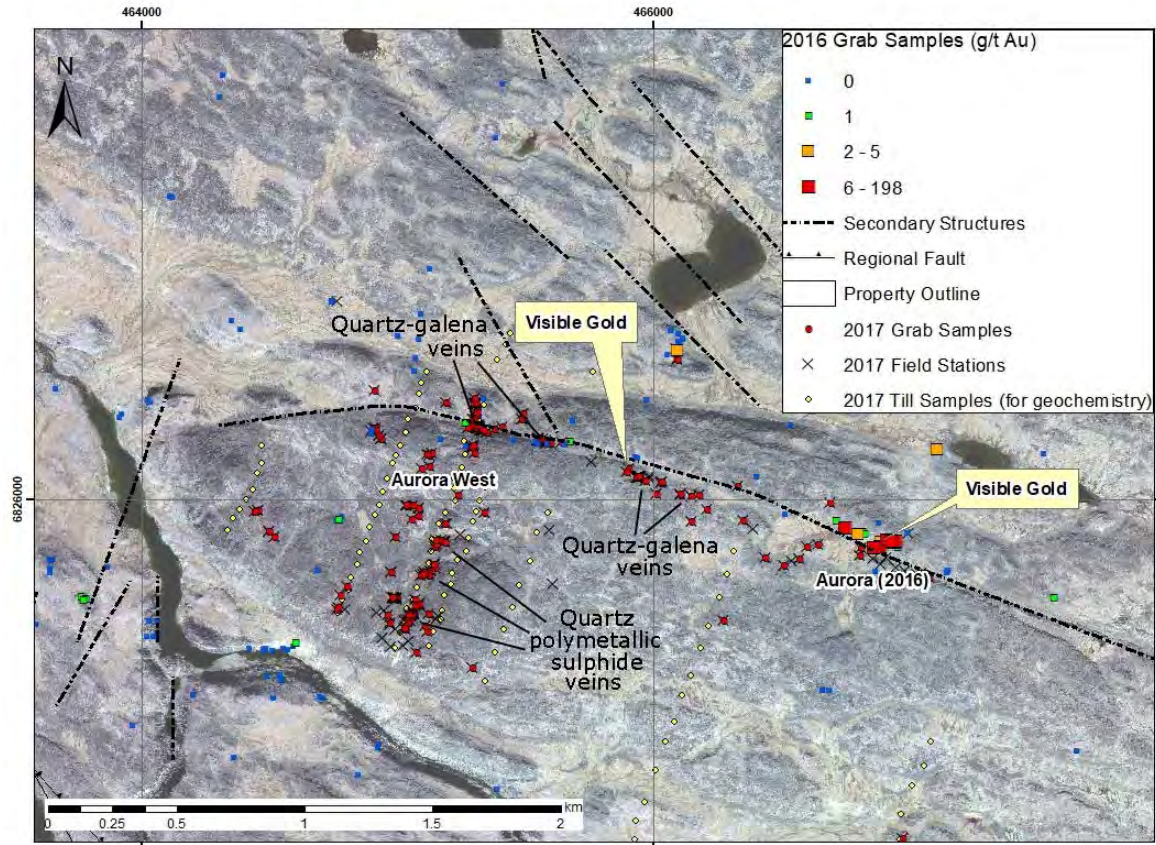 464000
466000
N
2016 Grab Samples (g/t Au)
0
1
2 - 5
6 - 198
Secondary Structures
Regional Fault
Property Outline
2017 Grab Samples
2017 Field Stations
2017 Till Samples (for geochemistry)
Quartz-galena
veins
Visible Gold
Aurora West
6826000
Visible Gold
Quartz-galena
veins
Aurora (2016)
Quartz
polymetallic
sulphide
veins
km
0
0.25
0.5
1
1.5
2